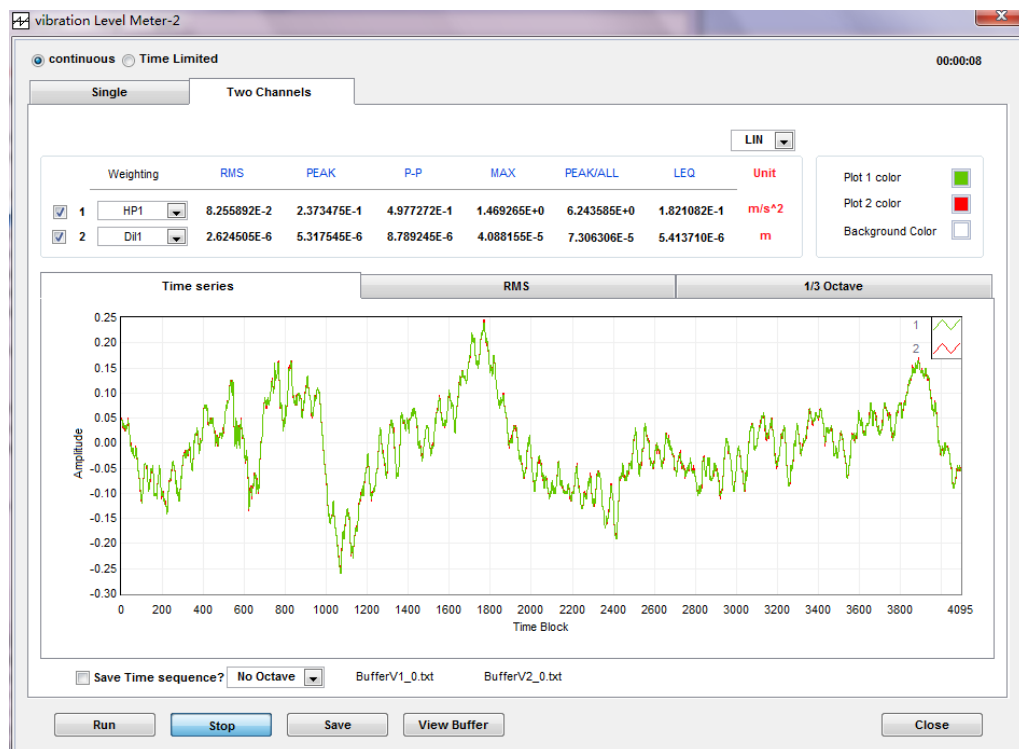 vibration Level Meter-2
x
continuous Time Limited 00:00:08
Single Two Channels
LIN
Weighting RMS PEAK P-P MAX PEAK/ALL LEQ Unit
1 HP1 8.255892E-2 2.373475E-1 4.977272E-1 1.469265E+0 6.243585E+0 1.821082E-1 m/s^2
2 Dil1 2.624505E-6 5.317545E-6 8.789245E-6 4.088155E-5 7.306306E-5 5.413710E-6 m
Plot 1 color
Plot 2 color
Background Color
Time series RMS 1/3 Octave
0.25
0.20
0.15
0.10
0.05
0.00
-0.05
-0.10
-0.15
-0.20
-0.25
-0.30
Amplitude
1
2
0 200 400 600 800 1000 1200 1400 1600 1800 2000 2200 2400 2600 2800 3000 3200 3400 3600 3800 4095
Time Block
Save Time sequence? No Octave BufferV1_0.txt BufferV2_0.txt
Run Stop Save View Buffer Close